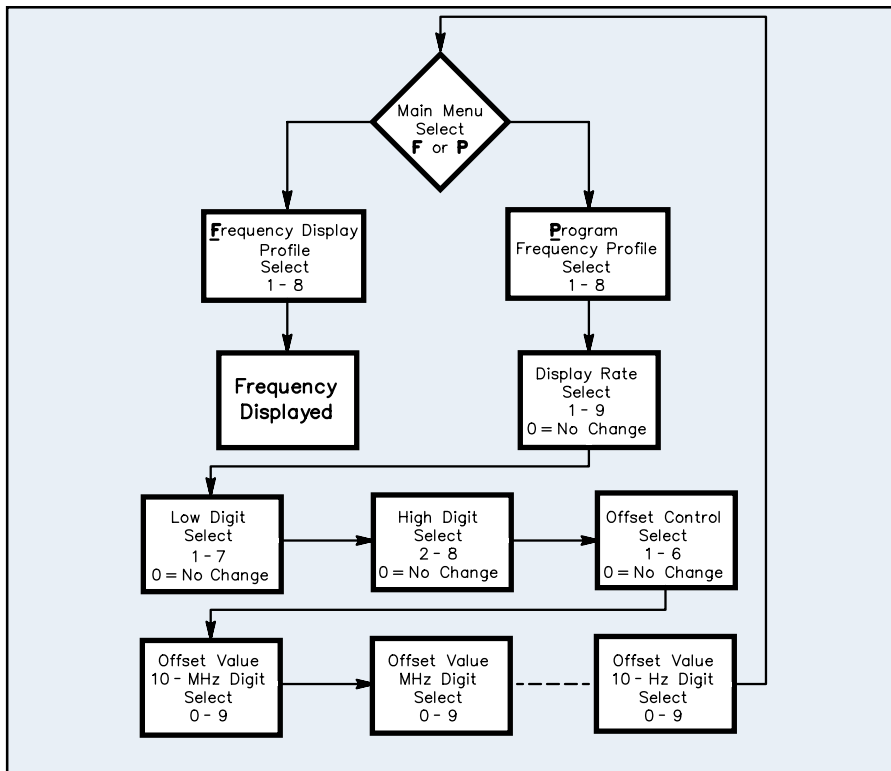 Main Menu
Select
F or P
Frequency Display
Profile
Select
1 - 8
Program
Frequency Profile
Select
1 - 8
Frequency
Displayed
Display Rate
Select
1 - 9
0 = No Change
Low Digit
Select
1 - 7
0 = No Change
High Digit
Select
2 - 8
0 = No Change
Offset Control
Select
1 - 6
0 = No Change
Offset Value
10 - MHz Digit
Select
0 - 9
Offset Value
MHz Digit
Select
0 - 9
Offset Value
10 - Hz Digit
Select
0 - 9